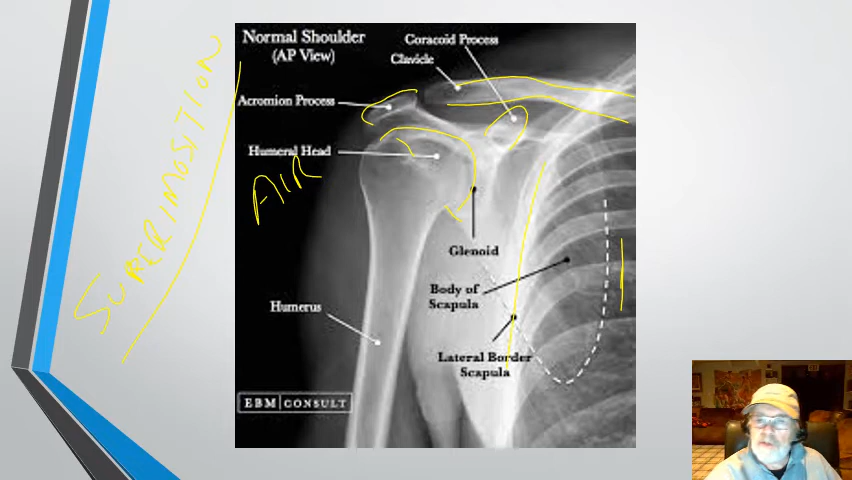 Normal Shoulder
(AP View)
Coracoid Process
Clavicle
Acromion Process
Humeral Head
AIR
SUPERIMOSITION
Glenoid
Body of
Scapula
Humerus
Lateral Border
Scapula
EBM CONSULT